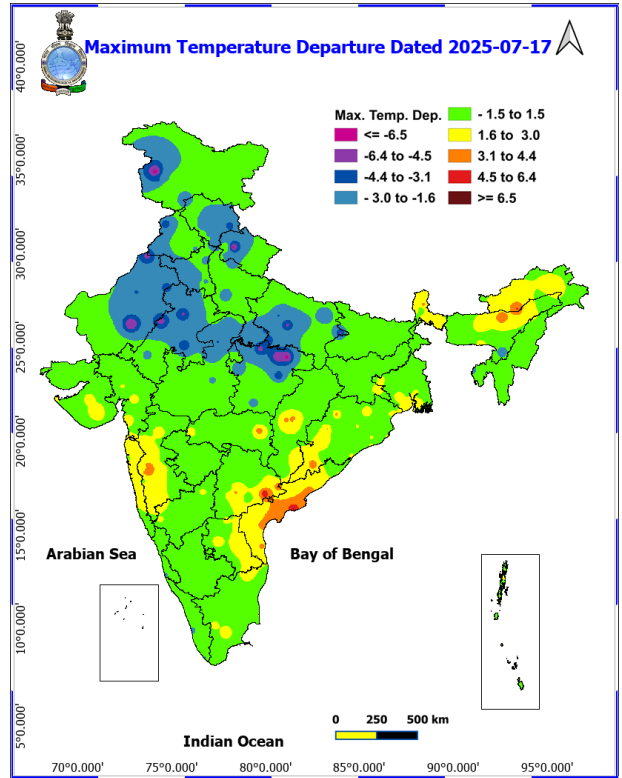 Maximum Temperature Departure Dated 2025-07-17
Max. Temp. Dep.
<= -6.5
-6.4 to -4.5
-4.4 to -3.1
- 3.0 to -1.6
- 1.5 to 1.5
1.6 to 3.0
3.1 to 4.4
4.5 to 6.4
>= 6.5
40°0.000'
35°0.000'
30°0.000'
25°0.000'
20°0.000'
15°0.000'
10°0.000'
5°0.000'
Arabian Sea
Bay of Bengal
Indian Ocean
0 250 500 km
70°0.000' 75°0.000' 80°0.000' 85°0.000' 90°0.000' 95°0.000'